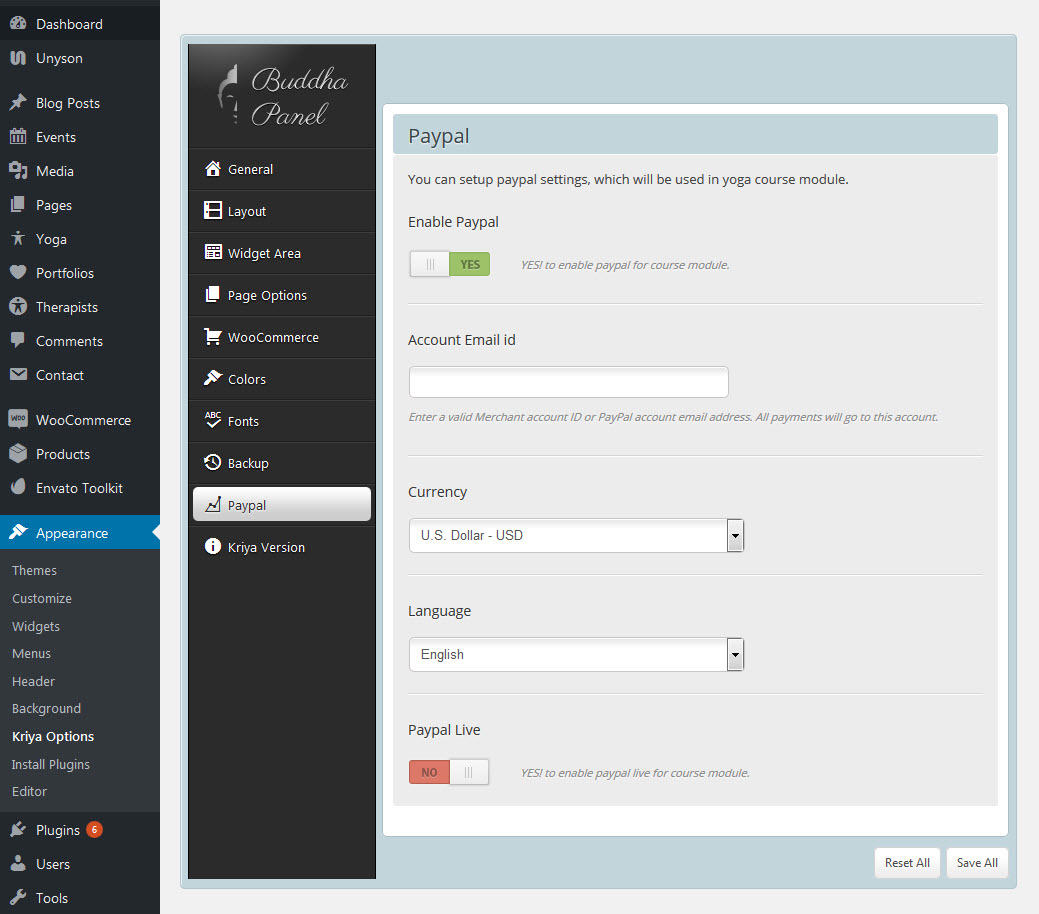 Dashboard
Unyson
Blog Posts
Events
Media
Pages
Yoga
Portfolios
Therapists
Comments
Contact
WOO WooCommerce
Products
Envato Toolkit
Appearance
Themes
Customize
Widgets
Menus
Header
Background
Kriya Options
Install Plugins
Editor
Plugins 6
Users
Tools
Buddha
Panel
General
Layout
Widget Area
Page Options
WooCommerce
Colors
ABC Fonts
Backup
Paypal
Kriya Version
Paypal
You can setup paypal settings, which will be used in yoga course module.
Enable Paypal
YES YES! to enable paypal for course module.
Account Email id
Enter a valid Merchant account ID or PayPal account email address. All payments will go to this account.
Currency
U.S. Dollar - USD
Language
English
Paypal Live
NO YES! to enable paypal live for course module.
Reset All Save All